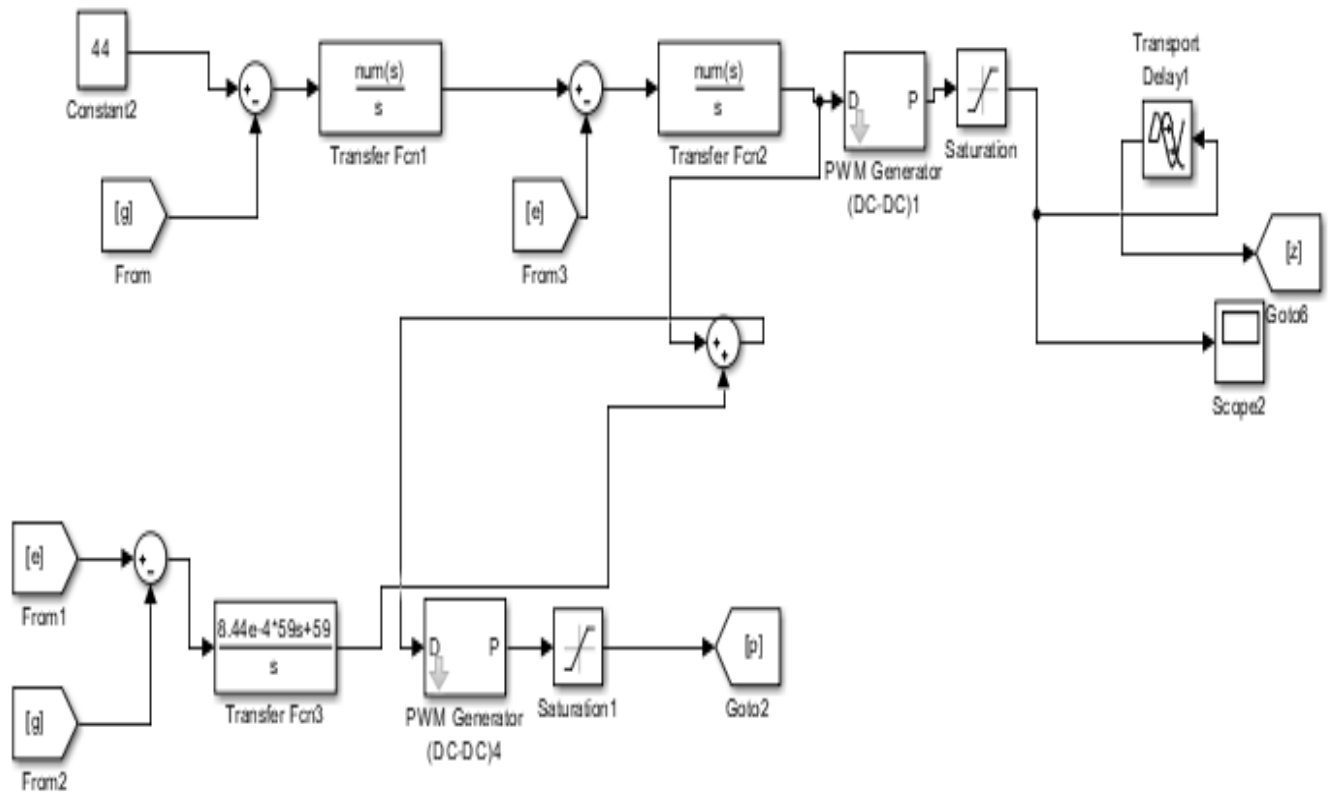 44
Constant2
+
-
num(s)
s
Transfer Fcn1
[g]
From
+
-
[e]
From3
num(s)
s
Transfer Fcn2
D
P
PWM Generator
(DC-DC)1
Saturation
Transport
Delay1
[z]
Goto6
Scope2
+
+
[e]
From1
+
-
[g]
From2
8.44e-4*59s+59
s
Transfer Fcn3
D
P
PWM Generator
(DC-DC)4
Saturation1
[p]
Goto2